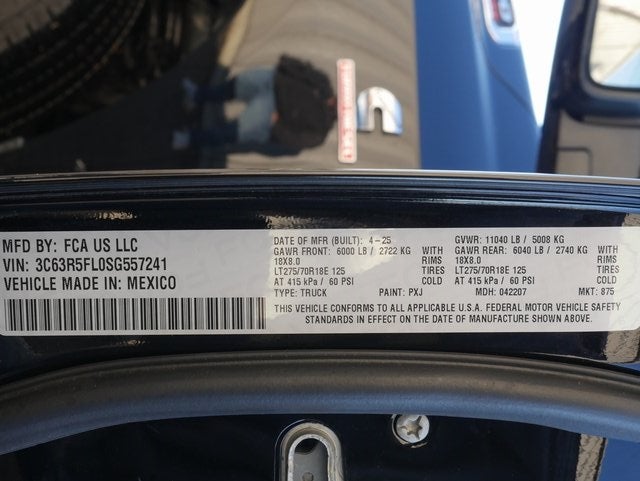 MFD BY: FCA US LLC
VIN: 3C63R5FL0SG557241
VEHICLE MADE IN: MEXICO
DATE OF MFR (BUILT): 4-25
GAWR FRONT: 6000 LB / 2722 KG WITH
18X8.0 RIMS
LT275/70R18E 125 TIRES
AT 415 kPa / 60 PSI COLD
TYPE: TRUCK PAINT: PXJ
GVWR: 11040 LB / 5008 KG
GAWR REAR: 6040 LB / 2740 KG WITH
18X8.0 RIMS
LT275/70R18E 125 TIRES
AT 415 kPa / 60 PSI COLD
MDH: 042207 MKT: 875
THIS VEHICLE CONFORMS TO ALL APPLICABLE U.S.A. FEDERAL MOTOR VEHICLE SAFETY
STANDARDS IN EFFECT ON THE DATE OF MANUFACTURE SHOWN ABOVE.